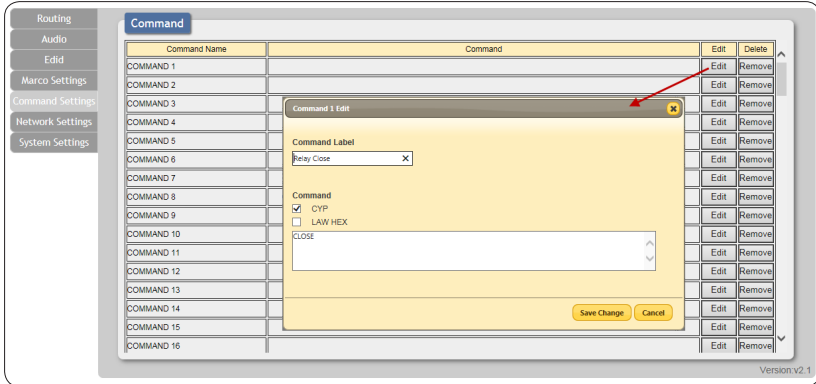 Routing
Audio
Edid
Marco Settings
Command Settings
Network Settings
System Settings
Command
Command Name Command Edit Delete
COMMAND 1 Edit Remove
COMMAND 2 Edit Remove
COMMAND 3 Edit Remove
COMMAND 4 Edit Remove
COMMAND 5 Edit Remove
COMMAND 6 Edit Remove
COMMAND 7 Edit Remove
COMMAND 8 Edit Remove
COMMAND 9 Edit Remove
COMMAND 10 Edit Remove
COMMAND 11 Edit Remove
COMMAND 12 Edit Remove
COMMAND 13 Edit Remove
COMMAND 14 Edit Remove
COMMAND 15 Edit Remove
COMMAND 16 Edit Remove
Command 1 Edit
Command Label
Relay Close
Command
CYP
LAW HEX
CLOSE
Save Change Cancel
Version:v2.1